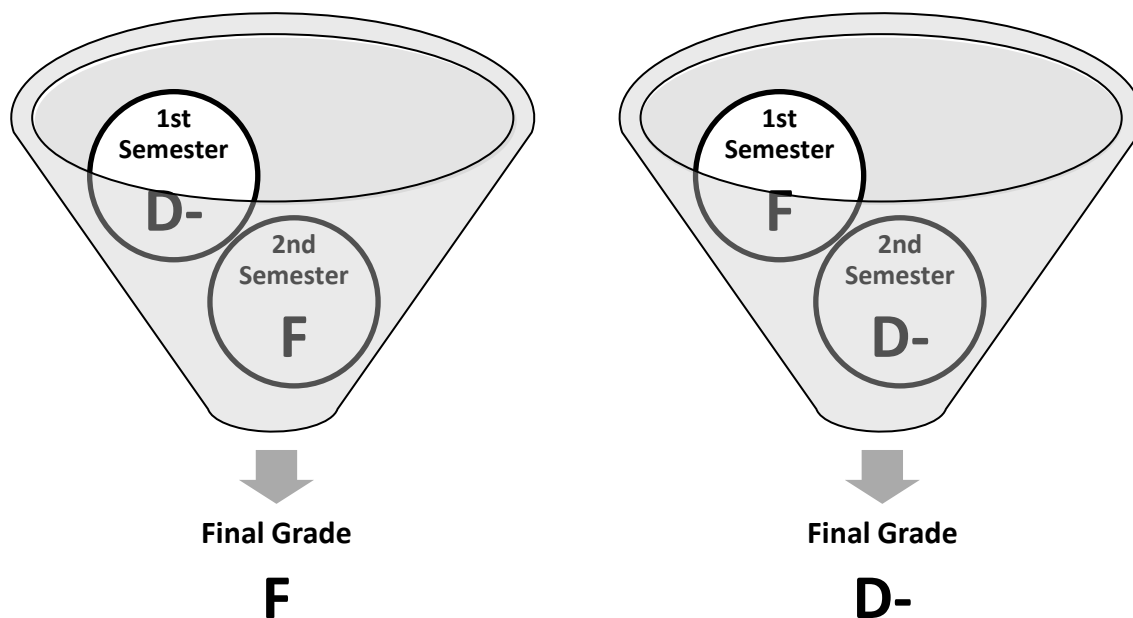 1st
Semester
D-
2nd
Semester
F
Final Grade
F
1st
Semester
F
2nd
Semester
D-
Final Grade
D-